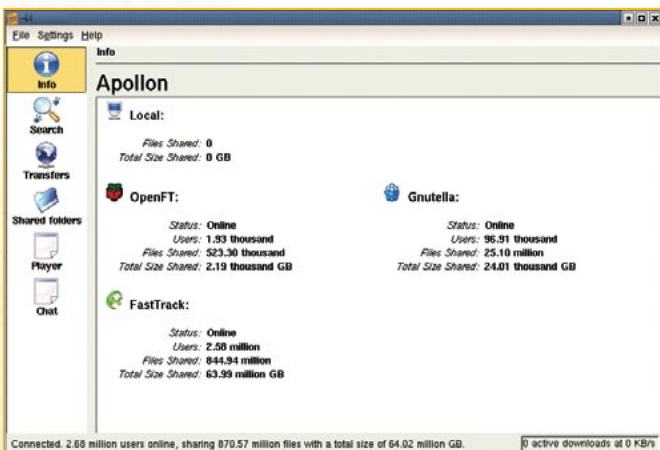 File Settings Help
Info
Search
Transfers
Shared folders
Player
Chat
Info
Apollon
Local:
Files Shared: 0
Total Size Shared: 0 GB
OpenFT:
Status: Online
Users: 1.93 thousand
Files Shared: 523.30 thousand
Total Size Shared: 2.19 thousand GB
Gnutella:
Status: Online
Users: 96.91 thousand
Files Shared: 25.10 million
Total Size Shared: 24.01 thousand GB
FastTrack:
Status: Online
Users: 2.58 million
Files Shared: 844.94 million
Total Size Shared: 63.99 million GB
Connected. 2.68 million users online, sharing 870.57 million files with a total size of 64.02 million GB.
0 active downloads at 0 KB/s